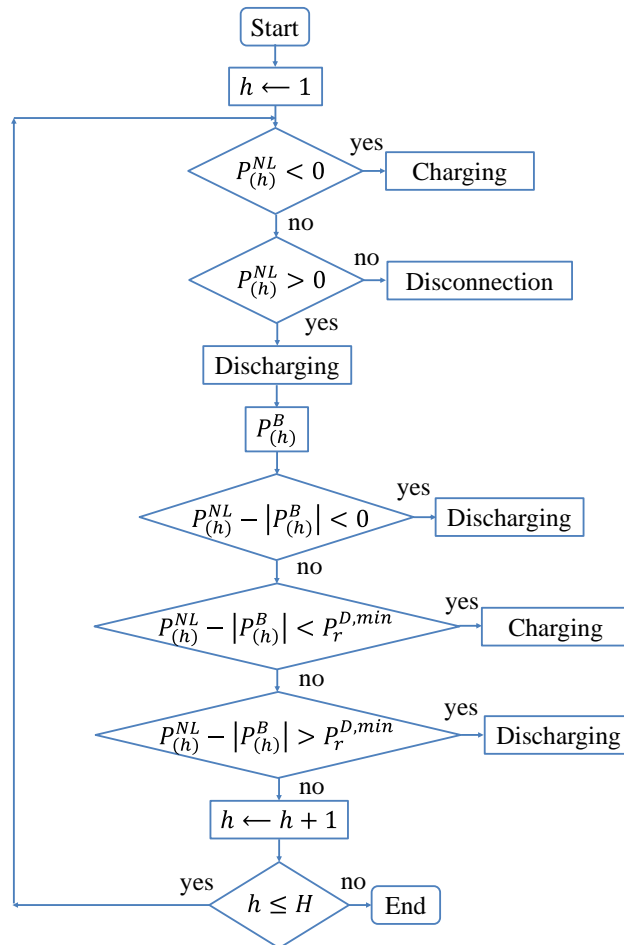 Start
h ← 1
P_{(h)}^{NL} < 0
yes
Charging
no
P_{(h)}^{NL} > 0
no
Disconnection
yes
Discharging
P_{(h)}^{B}
P_{(h)}^{NL} − |P_{(h)}^{B}| < 0
yes
Discharging
no
P_{(h)}^{NL} − |P_{(h)}^{B}| < P_{r}^{D,min}
yes
Charging
no
P_{(h)}^{NL} − |P_{(h)}^{B}| > P_{r}^{D,min}
yes
Discharging
no
h ← h + 1
yes
h ≤ H
no
End